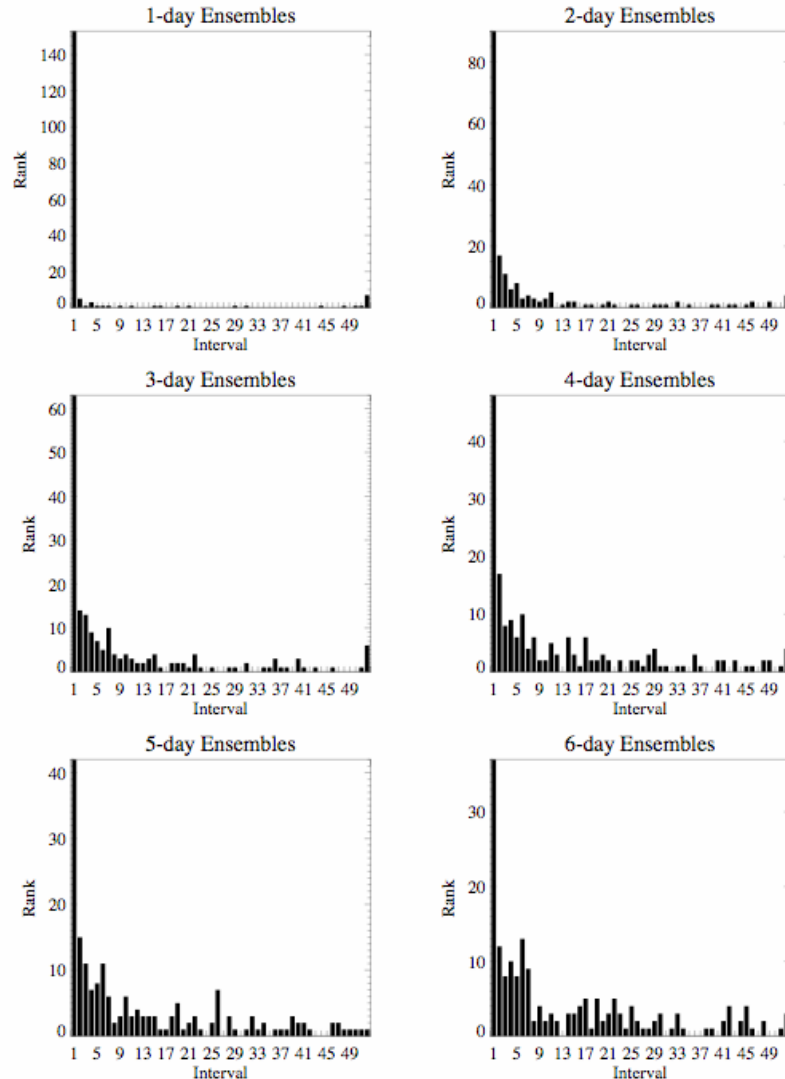 1-day Ensembles
140
120
100
80
60
40
20
0
Rank
1 5 9 13 17 21 25 29 33 37 41 45 49
Interval
2-day Ensembles
80
60
40
20
0
Rank
1 5 9 13 17 21 25 29 33 37 41 45 49
Interval
3-day Ensembles
60
50
40
30
20
10
0
Rank
1 5 9 13 17 21 25 29 33 37 41 45 49
Interval
4-day Ensembles
40
30
20
10
0
Rank
1 5 9 13 17 21 25 29 33 37 41 45 49
Interval
5-day Ensembles
40
30
20
10
0
Rank
1 5 9 13 17 21 25 29 33 37 41 45 49
Interval
6-day Ensembles
30
20
10
0
Rank
1 5 9 13 17 21 25 29 33 37 41 45 49
Interval